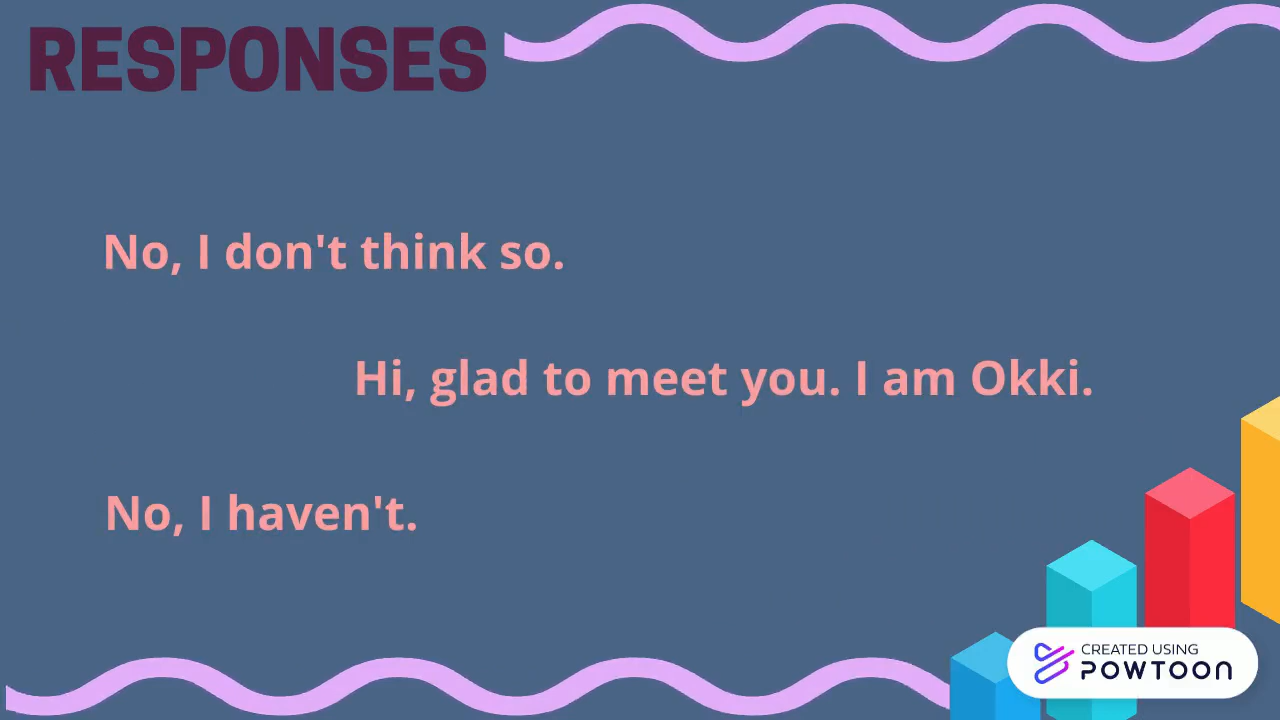 RESPONSES
No, I don't think so.
Hi, glad to meet you. I am Okki.
No, I haven't.
CREATED USING
POWTOON